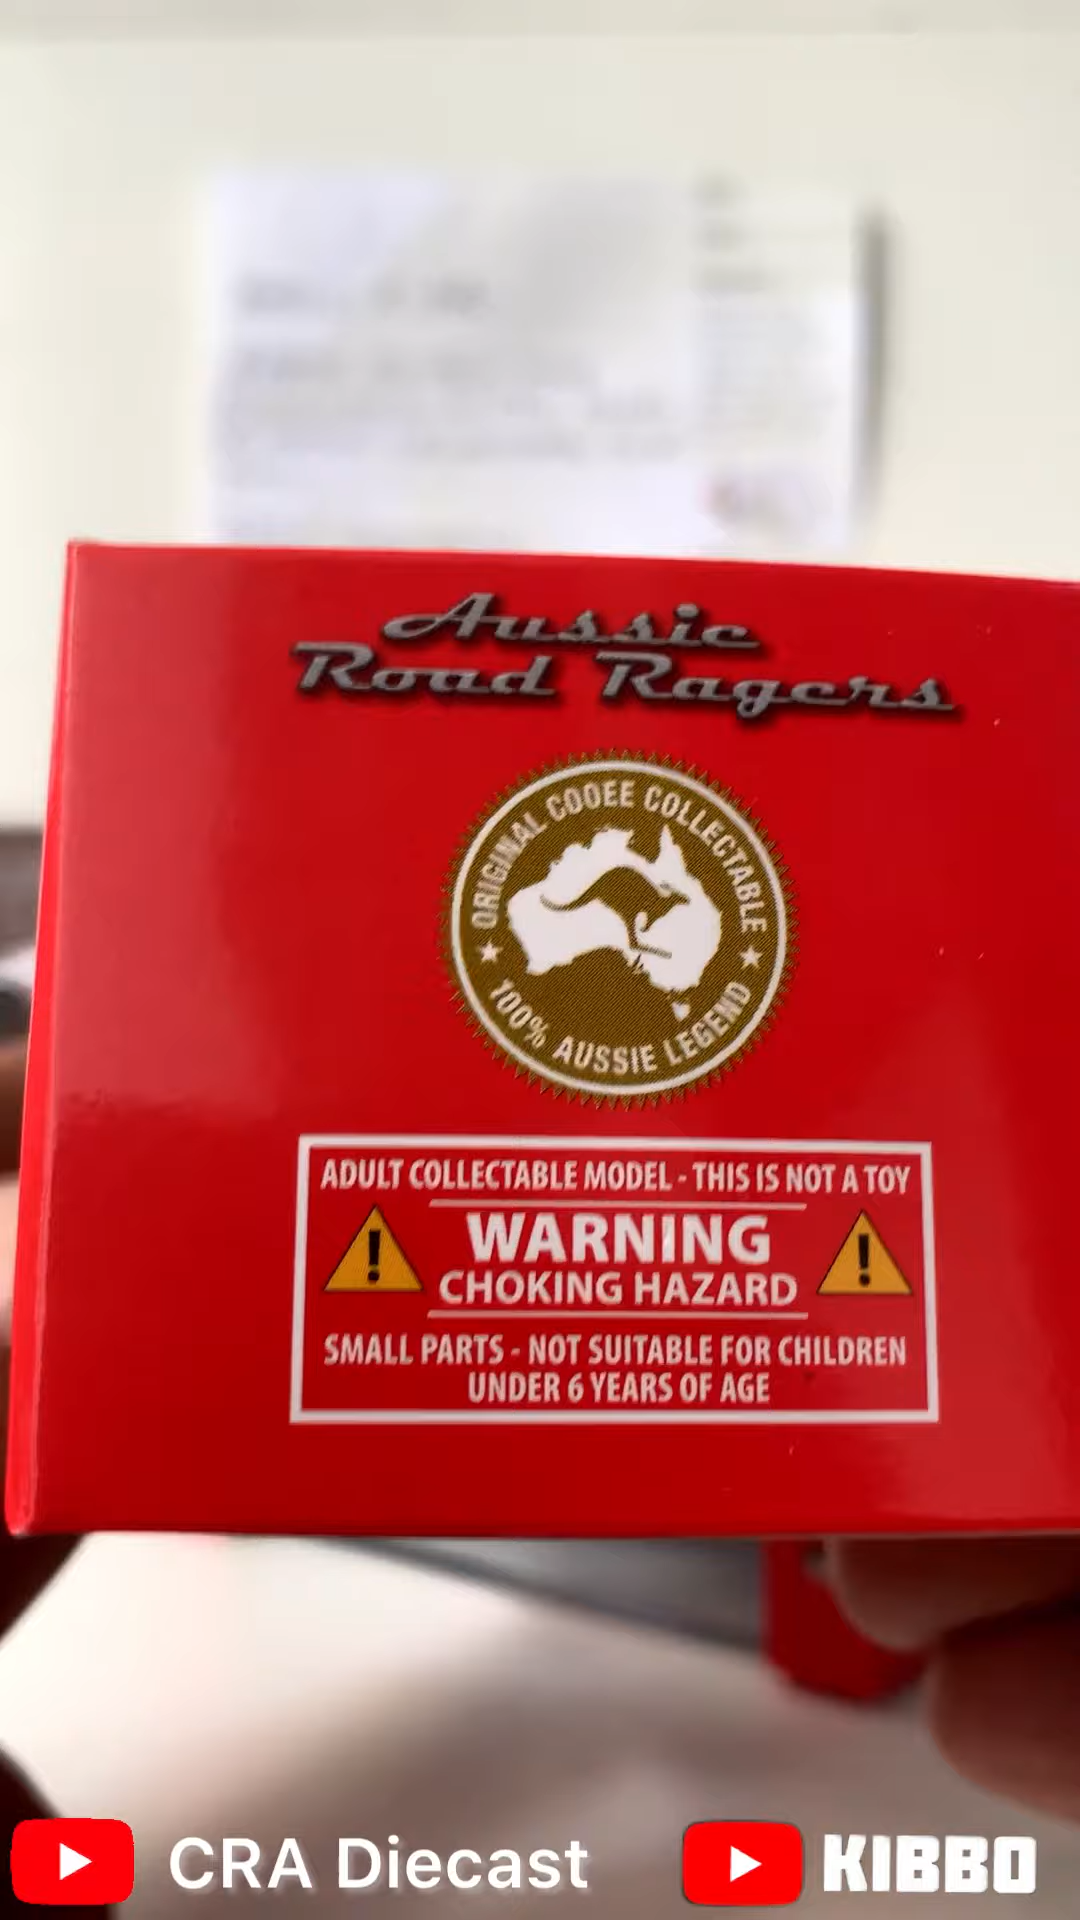 Aussie
Road Ragers
ORIGINAL COOEE COLLECTABLE
100% AUSSIE LEGEND
ADULT COLLECTABLE MODEL - THIS IS NOT A TOY
WARNING
CHOKING HAZARD
SMALL PARTS - NOT SUITABLE FOR CHILDREN
UNDER 6 YEARS OF AGE
CRA Diecast
KIBBO